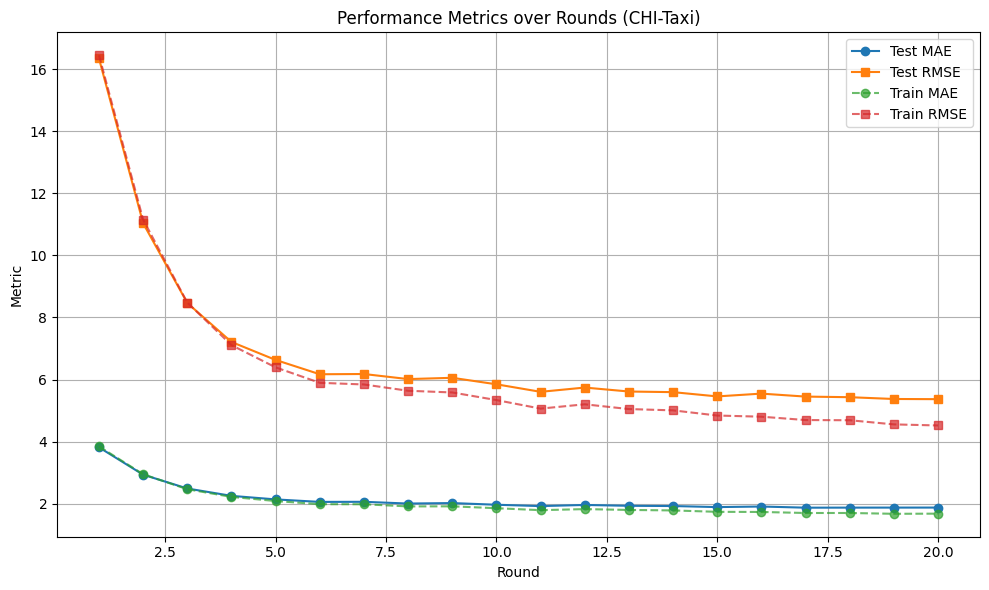 Performance Metrics over Rounds (CHI-Taxi)
Test MAE
Test RMSE
Train MAE
Train RMSE
Metric
16
14
12
10
8
6
4
2
2.5
5.0
7.5
10.0
12.5
15.0
17.5
20.0
Round